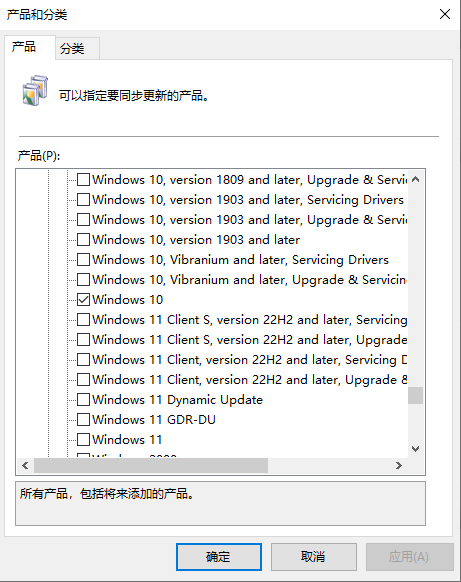 产品和分类
产品
分类
可以指定要同步更新的产品。
产品(P):
Windows 10, version 1809 and later, Upgrade & Servic
Windows 10, version 1903 and later, Servicing Drivers
Windows 10, version 1903 and later, Upgrade & Servic
Windows 10, version 1903 and later
Windows 10, Vibranium and later, Servicing Drivers
Windows 10, Vibranium and later, Upgrade & Servicin
Windows 10
Windows 11 Client S, version 22H2 and later, Servicing
Windows 11 Client S, version 22H2 and later, Upgrade
Windows 11 Client, version 22H2 and later, Servicing D
Windows 11 Client, version 22H2 and later, Upgrade &
Windows 11 Dynamic Update
Windows 11 GDR-DU
Windows 11
所有产品，包括将来添加的产品。
确定
取消
应用(A)